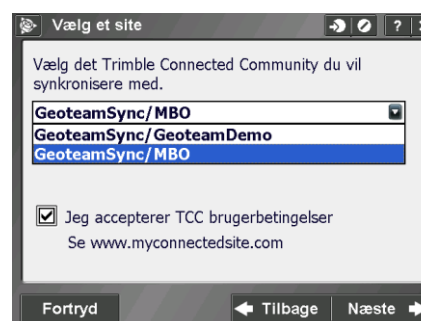 Vælg et site
?
Vælg det Trimble Connected Community du vil
synkronisere med.
GeoteamSync/MBO
GeoteamSync/GeoteamDemo
GeoteamSync/MBO
Jeg accepterer TCC brugerbetingelser
Se www.myconnectedsite.com
Fortryd
Tilbage
Næste